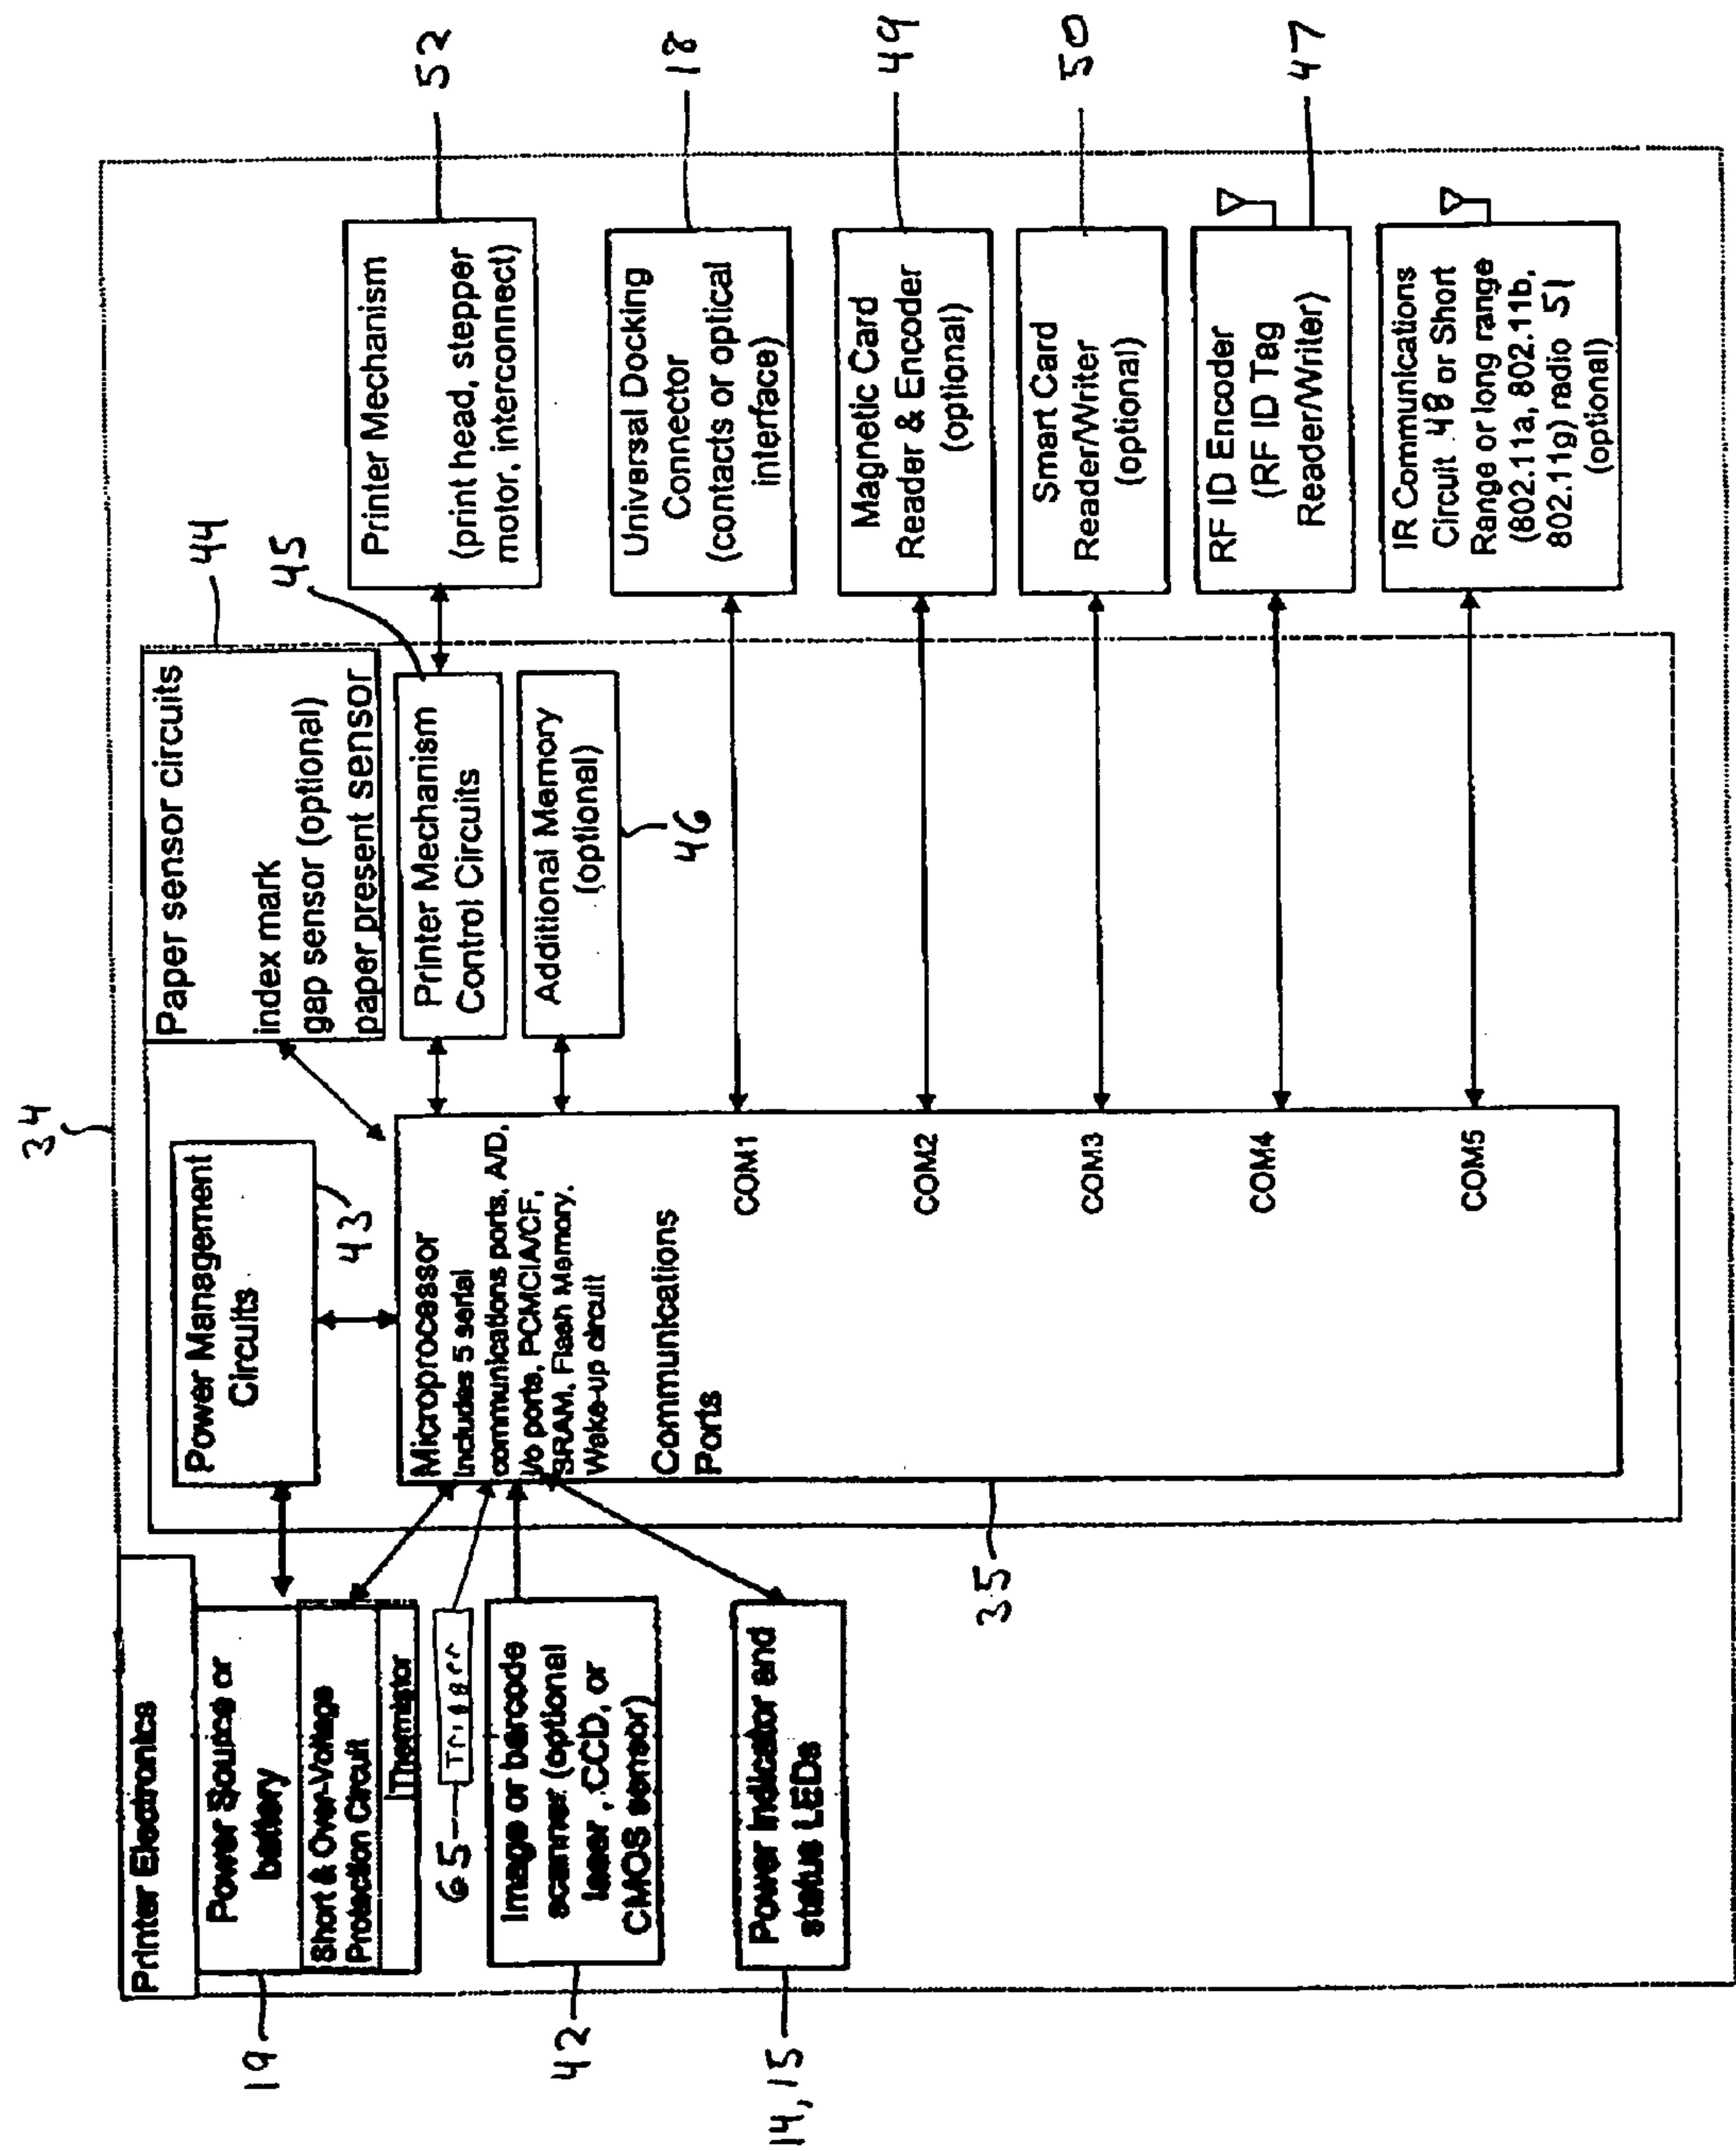 34
Printer Electronics
19
Power Source or
battery
Short & Over-Voltage
Protection Circuit
Thermistor
65
Trigger
42
Image or barcode
scanner (optional
laser, CCD, or
CMOS sensor)
14, 15
Power Indicator and
status LEDs
Power Management
Circuits
43
Microprocessor
Includes 5 serial
communications ports, A/D,
I/o ports, PCMCIA/CF,
SRAM, Flash Memory.
Wake-up circuit
Communications
Ports
COM1
COM2
COM3
COM4
COM5
35
44
Paper sensor circuits
index mark
gap sensor (optional)
paper present sensor
45
Printer Mechanism
Control Circuits
Additional Memory
(optional)
46
52
Printer Mechanism
(print head, stepper
motor, interconnect)
18
Universal Docking
Connector
(contacts or optical
interface)
49
Magnetic Card
Reader & Encoder
(optional)
50
Smart Card
Reader/Writer
(optional)
47
RF ID Encoder
(RF ID Tag
Reader/Writer)
IR Communications
Circuit 48 or Short
Range or long range
(802.11a, 802.11b,
802.11g) radio 51
(optional)